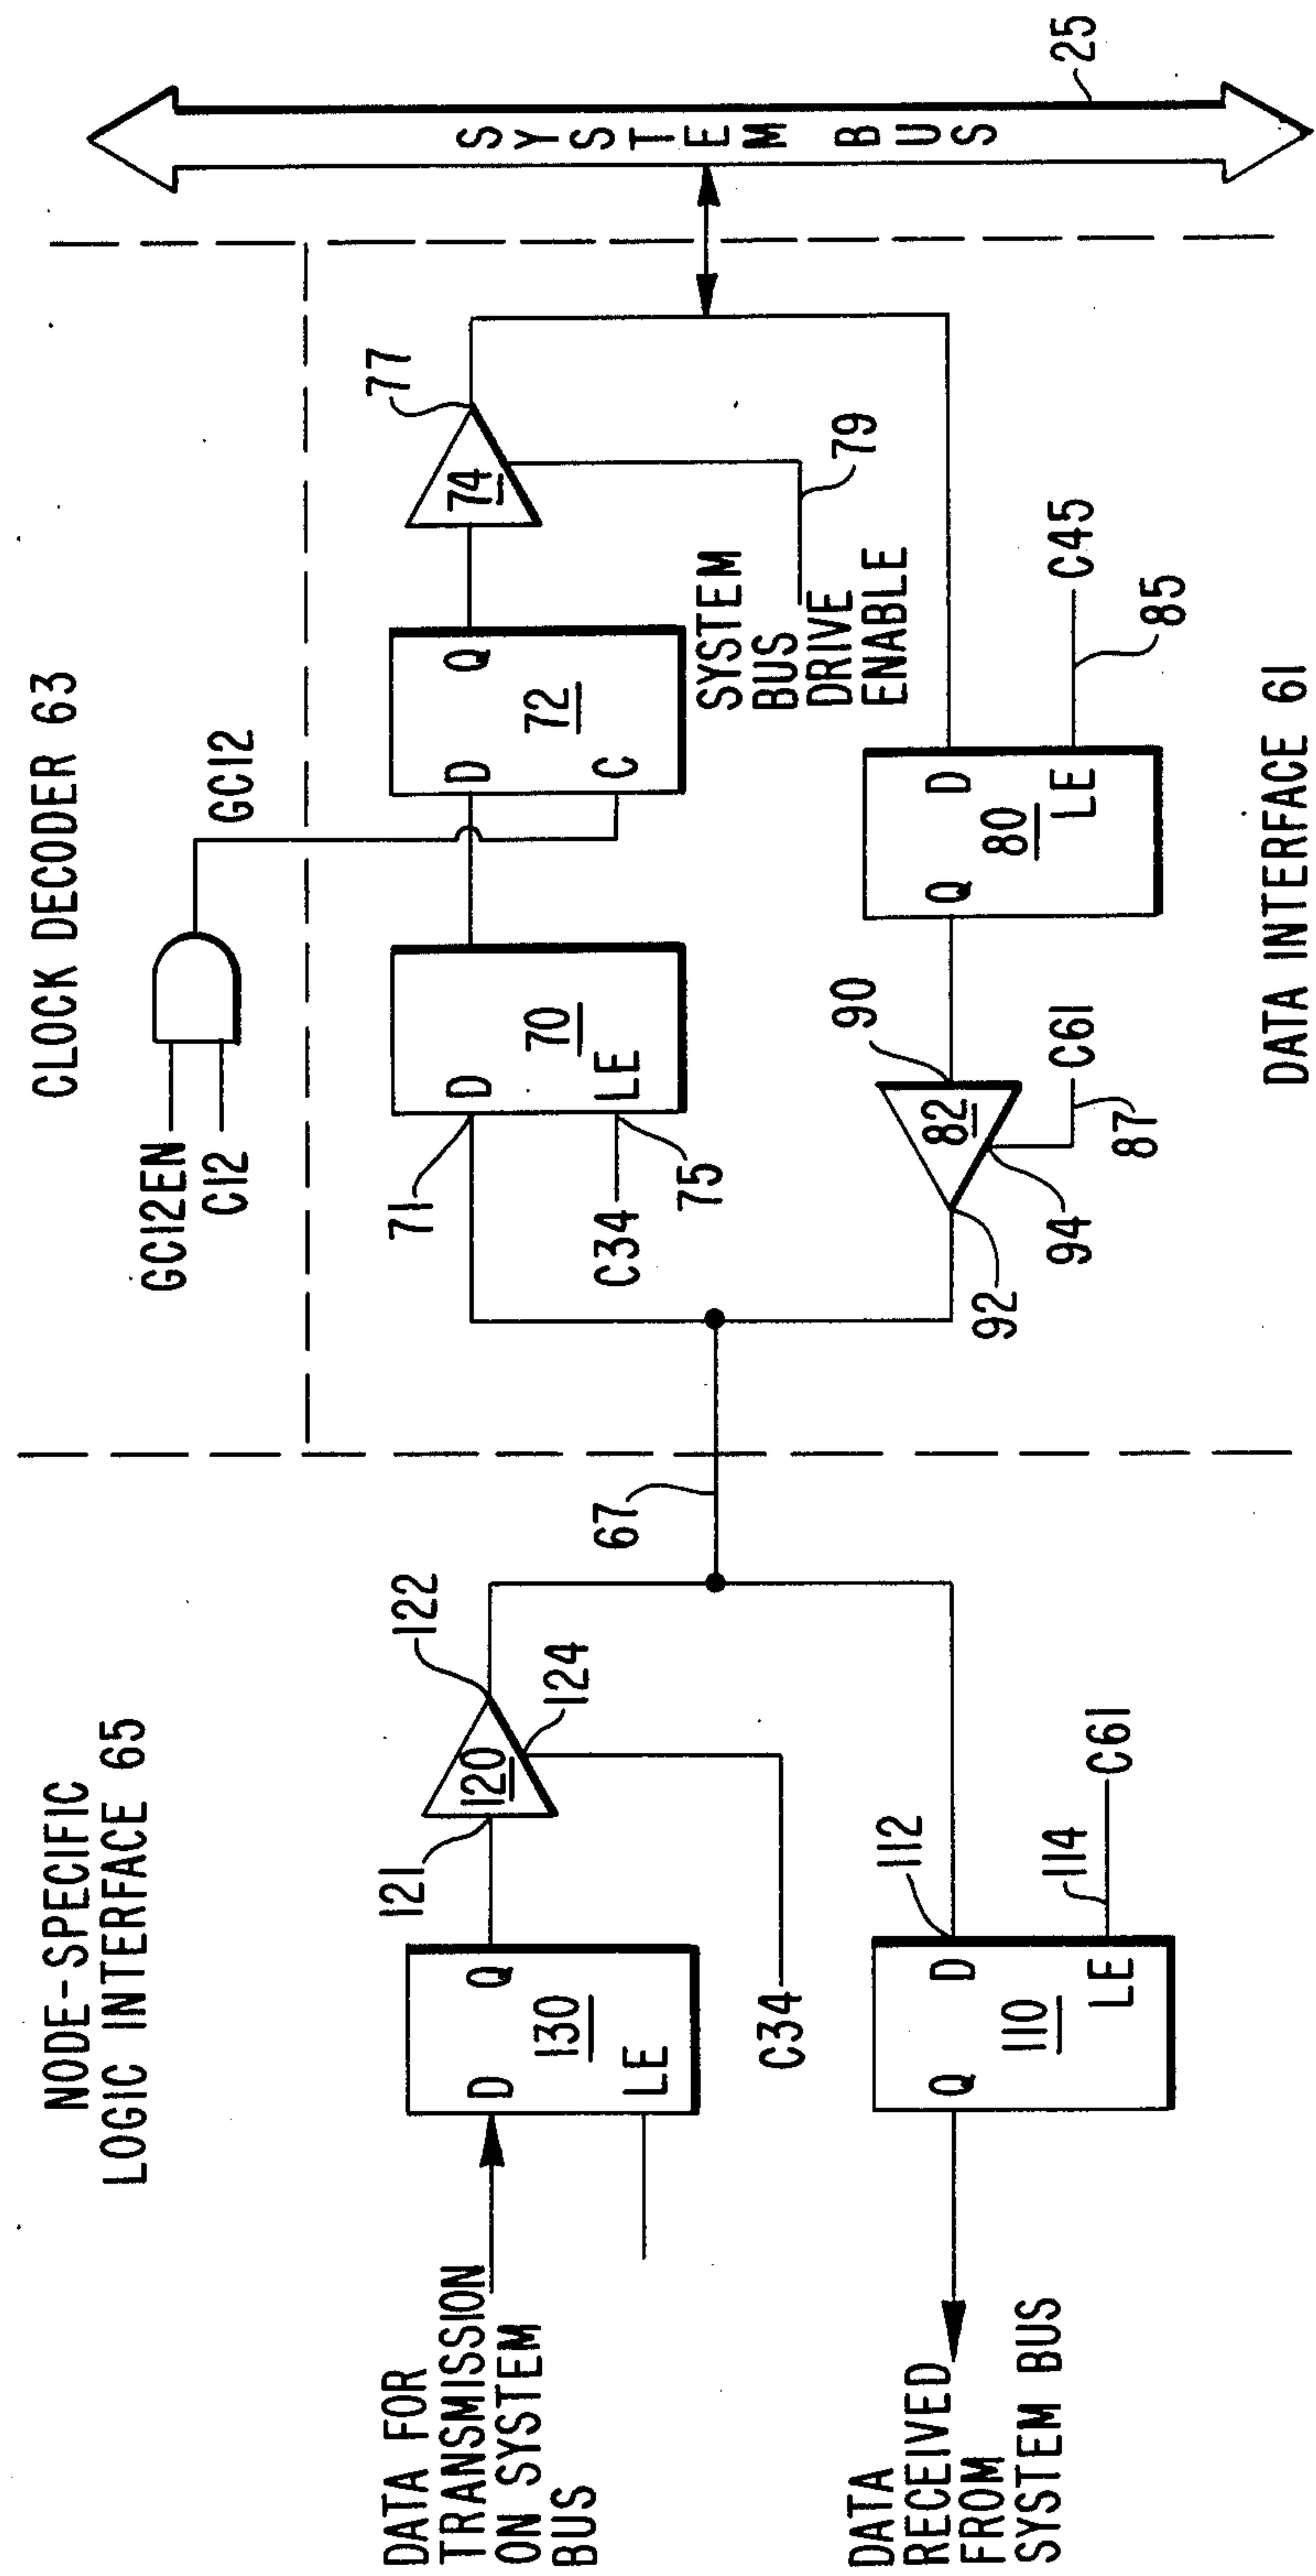 NODE-SPECIFIC
LOGIC INTERFACE 65
CLOCK DECODER 63
GC12EN
C12
GC12
DATA FOR
TRANSMISSION
ON SYSTEM
BUS
D
Q
130
LE
121
120
122
124
C34
67
71
D
70
LE
C34
75
D
Q
72
C
74
77
SYSTEM
BUS
DRIVE
ENABLE
79
SYSTEM BUS
25
DATA
RECEIVED
FROM
SYSTEM BUS
Q
D
110
LE
112
114
C61
92
82
90
94
C61
87
Q
D
80
LE
C45
85
DATA INTERFACE 61